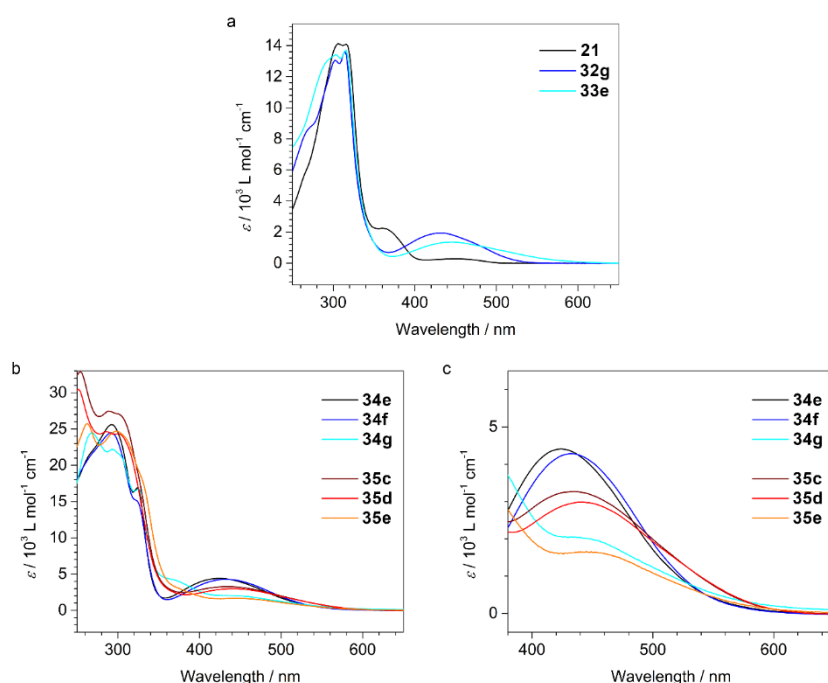 a
14
12
10
8
6
4
2
0
ε / 10³ L mol⁻¹ cm⁻¹
300 400 500 600
Wavelength / nm
21
32g
33e
b
30
25
20
15
10
5
0
ε / 10³ L mol⁻¹ cm⁻¹
300 400 500 600
Wavelength / nm
34e
34f
34g
35c
35d
35e
c
5
0
ε / 10³ L mol⁻¹ cm⁻¹
400 500 600
Wavelength / nm
34e
34f
34g
35c
35d
35e